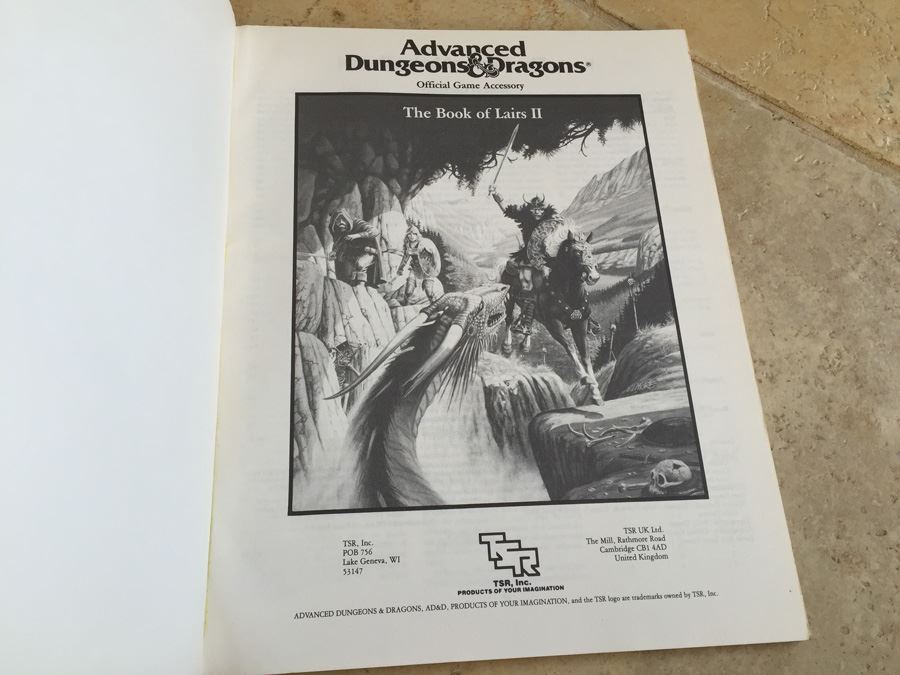 Advanced
Dungeons & Dragons®
Official Game Accessory
The Book of Lairs II
ELMORE
TSR, Inc.
POB 756
Lake Geneva, WI
53147
TSR
TSR, Inc.
PRODUCTS OF YOUR IMAGINATION
TSR UK Ltd.
The Mill, Rathmore Road
Cambridge CB1 4AD
United Kingdom
ADVANCED DUNGEONS & DRAGONS, AD&D, PRODUCTS OF YOUR IMAGINATION, and the TSR logo are trademarks owned by TSR, Inc.